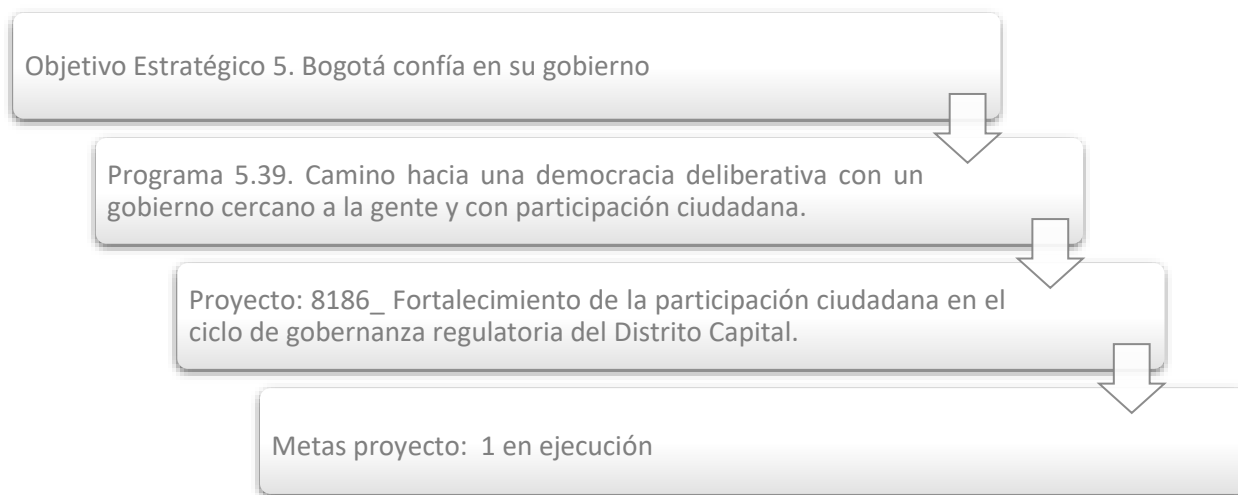 Objetivo Estratégico 5. Bogotá confía en su gobierno
Programa 5.39. Camino hacia una democracia deliberativa con un
gobierno cercano a la gente y con participación ciudadana.
Proyecto: 8186_ Fortalecimiento de la participación ciudadana en el
ciclo de gobernanza regulatoria del Distrito Capital.
Metas proyecto: 1 en ejecución